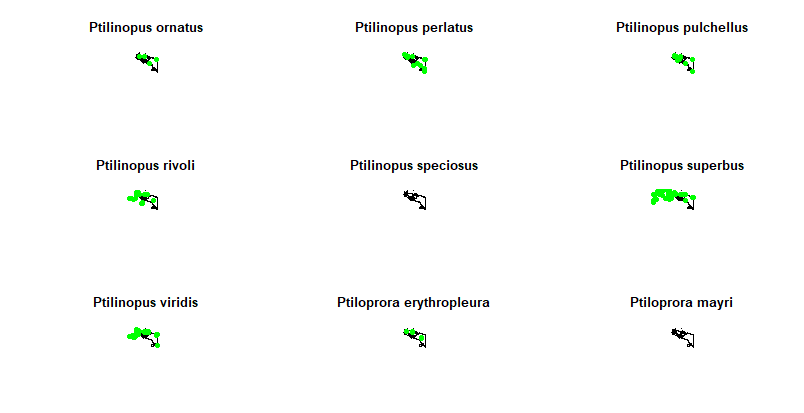 Ptilinopus ornatus
Ptilinopus perlatus
Ptilinopus pulchellus
Ptilinopus rivoli
Ptilinopus speciosus
Ptilinopus superbus
Ptilinopus viridis
Ptiloprora erythropleura
Ptiloprora mayri